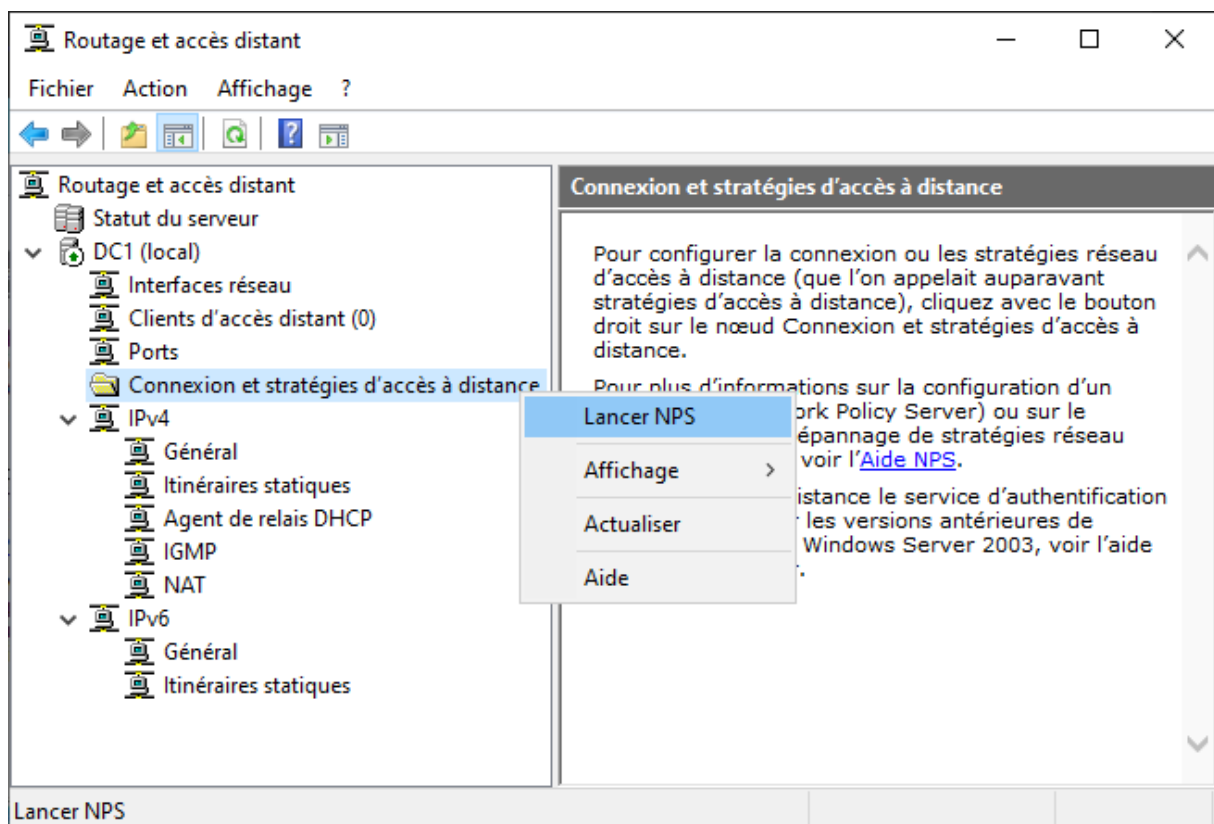 Routage et accès distant
Fichier Action Affichage ?
Routage et accès distant
Statut du serveur
DC1 (local)
Interfaces réseau
Clients d'accès distant (0)
Ports
Connexion et stratégies d'accès à distance
IPv4
Général
Itinéraires statiques
Agent de relais DHCP
IGMP
NAT
IPv6
Général
Itinéraires statiques
Connexion et stratégies d'accès à distance
Pour configurer la connexion ou les stratégies réseau
d'accès à distance (que l'on appelait auparavant
stratégies d'accès à distance), cliquez avec le bouton
droit sur le nœud Connexion et stratégies d'accès à
distance.
Pour plus d'informations sur la configuration d'un
ork Policy Server) ou sur le
épannage de stratégies réseau
voir l'Aide NPS.
istance le service d'authentification
les versions antérieures de
Windows Server 2003, voir l'aide
.
Lancer NPS
Affichage >
Actualiser
Aide
Lancer NPS